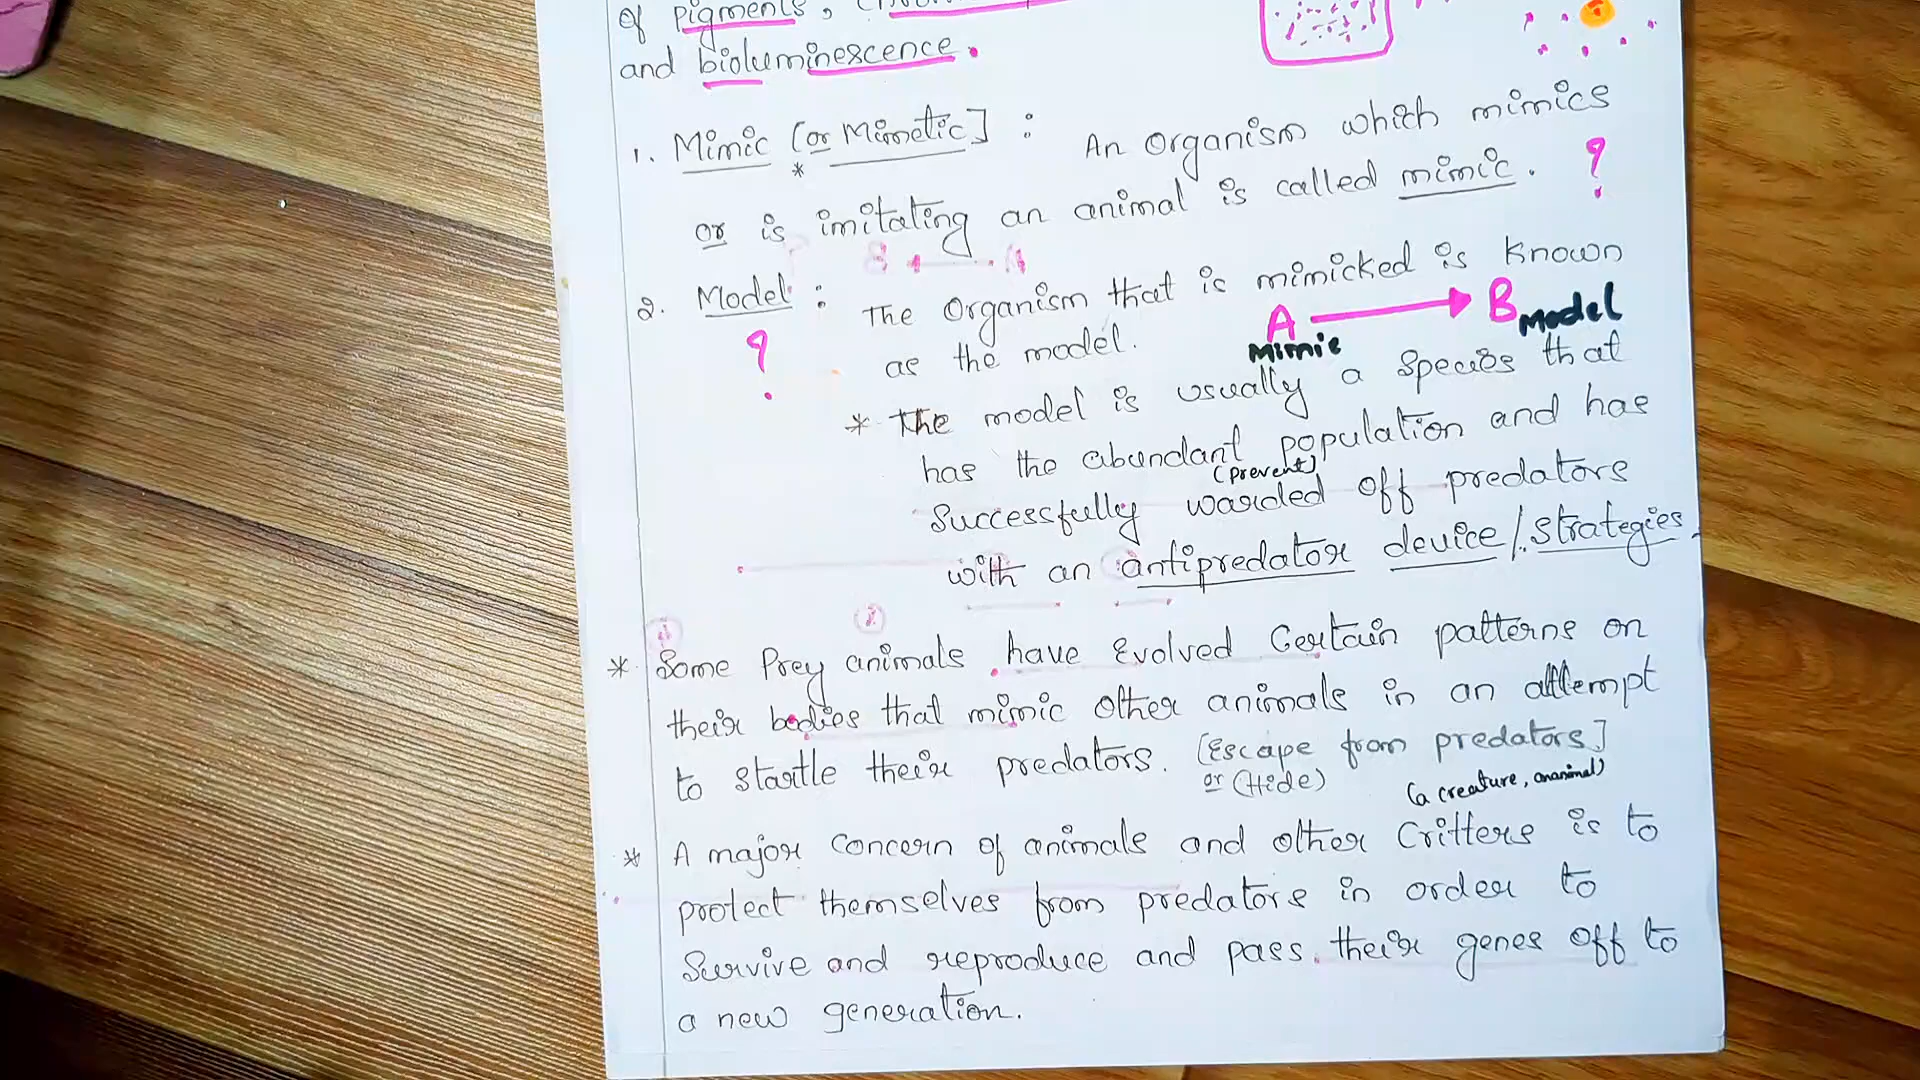 of pigments,
and bioluminescence.
1. Mimic [or Mimetic] : An organism which mimics
*
or is imitating an animal is called mimic. ?
2. Model : The organism that is mimicked is known
as the model. A → B
Mimic Model
?
* The model is usually a species that
has the abundant population and has
(prevent)
Successfully warded off predators
with an antipredator device/strategies.
* Some Prey animals have evolved certain patterns on
their bodies that mimic other animals in an attempt
to startle their predators. [Escape from predators]
or (Hide)
(a creature, an animal)
* A major concern of animals and other critters is to
protect themselves from predators in order to
Survive and reproduce and pass their genes off to
a new generation.